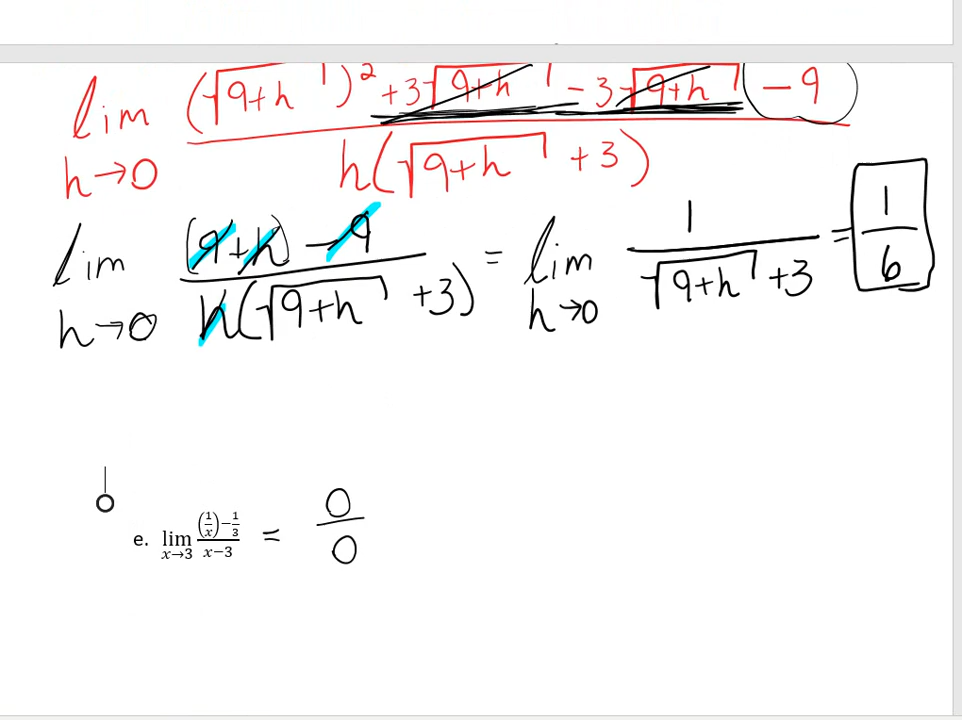 lim h→0 ((√9+h)² +3√9+h − 3√9+h − 9) / (h(√9+h +3))
lim h→0 ((9+h) − 9) / (h(√9+h +3)) = lim h→0 1 / (√9+h +3) = 1/6
e. lim x→3 ((1/x) − 1/3) / (x−3) = 0/0